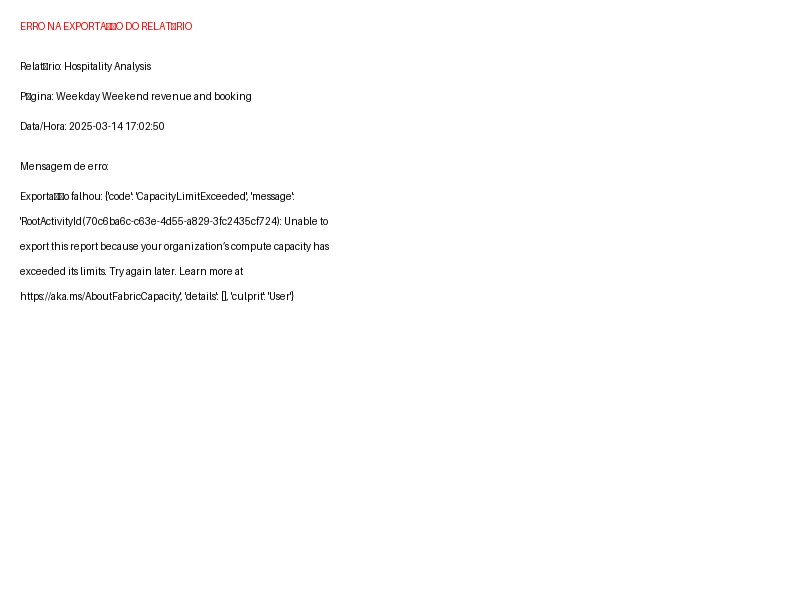 ERRO NA EXPORTA▯▯O DO RELAT▯RIO
Relat▯rio: Hospitality Analysis
P▯gina: Weekday Weekend revenue and booking
Data/Hora: 2025-03-14 17:02:50
Mensagem de erro:
Exporta▯▯o falhou: {'code': 'CapacityLimitExceeded', 'message':
'RootActivityId(70c6ba6c-c63e-4d55-a829-3fc2435cf724): Unable to
export this report because your organization’s compute capacity has
exceeded its limits. Try again later. Learn more at
https://aka.ms/AboutFabricCapacity', 'details': [], 'culprit': 'User'}